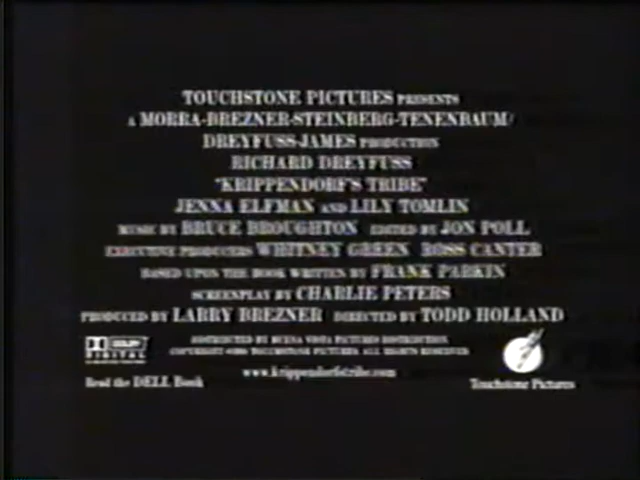 TOUCHSTONE PICTURES PRESENTS
A MORRA-BREZNER-STEINBERG-TENENBAUM/
DREYFUSS-JAMES PRODUCTION
RICHARD DREYFUSS
"KRIPPENDORF'S TRIBE"
JENNA ELFMAN AND LILY TOMLIN
MUSIC BY BRUCE BROUGHTON EDITED BY JON POLL
EXECUTIVE PRODUCERS WHITNEY GREEN ROSS CANTER
BASED UPON THE BOOK WRITTEN BY FRANK PARKIN
SCREENPLAY BY CHARLIE PETERS
PRODUCED BY LARRY BREZNER DIRECTED BY TODD HOLLAND
DISTRIBUTED BY BUENA VISTA PICTURES DISTRIBUTION
COPYRIGHT TOUCHSTONE PICTURES ALL RIGHTS RESERVED
DOLBY
DIGITAL
www.krippendorfstribe.com
Read the DELL Book
Touchstone Pictures